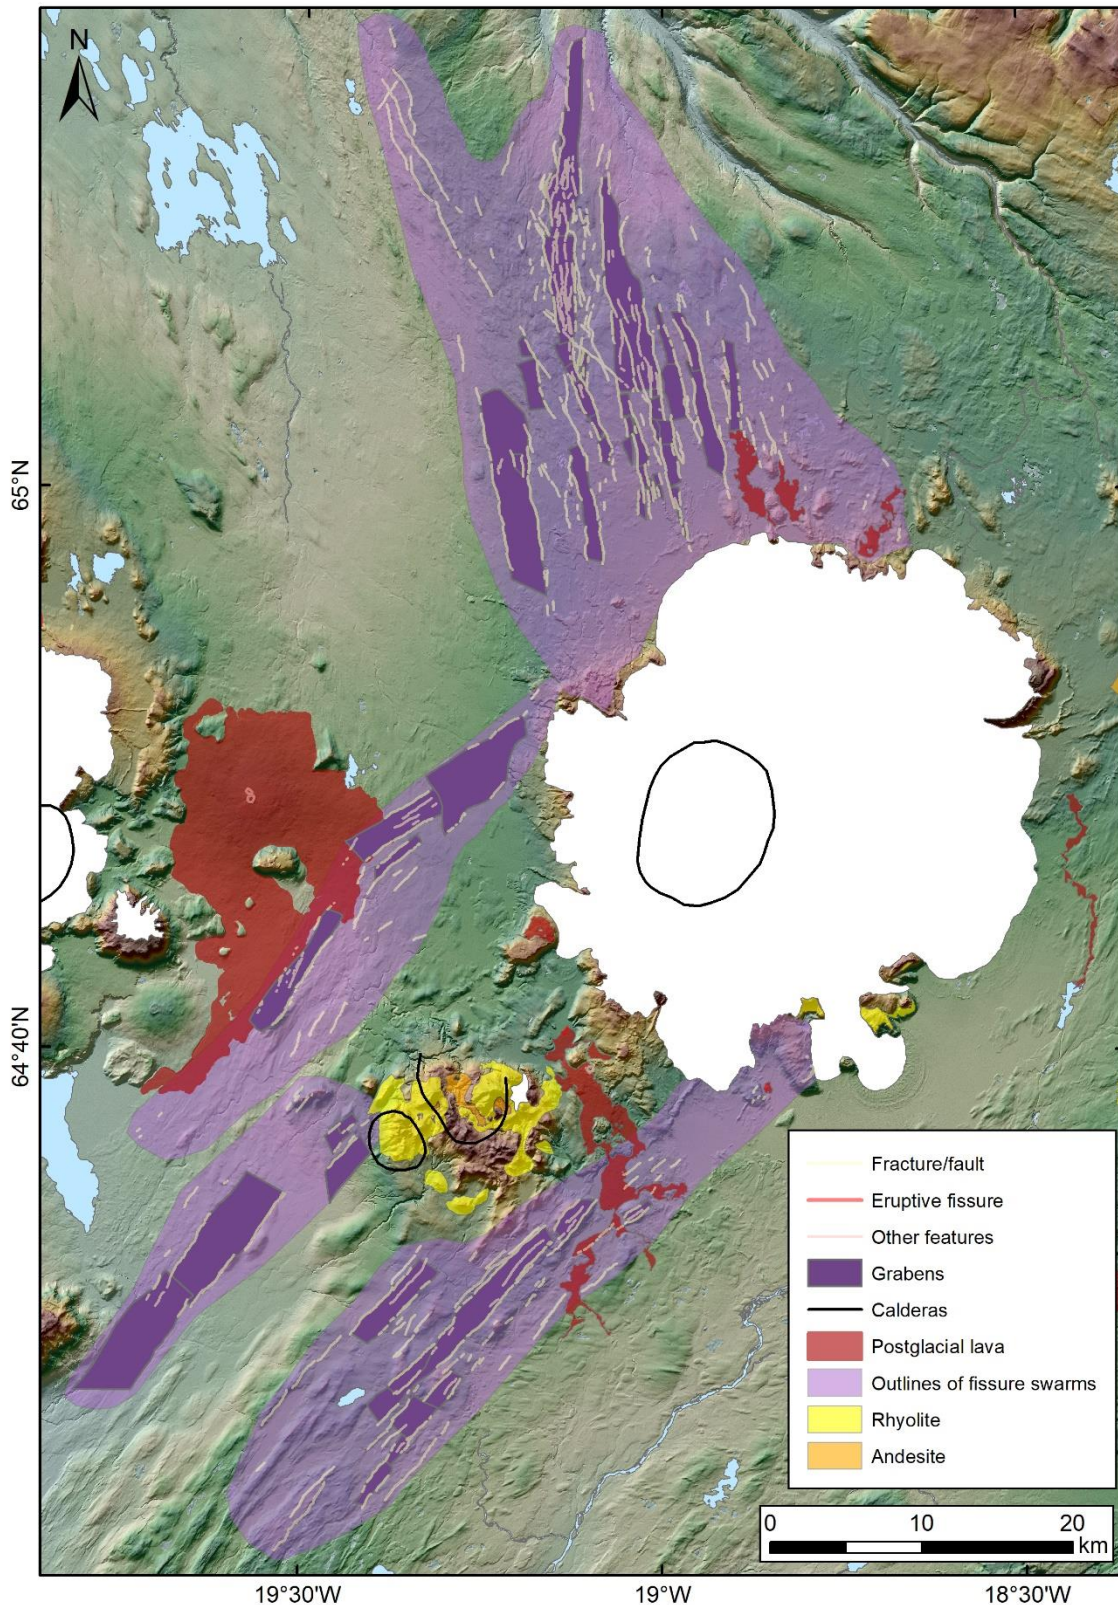 N
65°N
64°40'N
Fracture/fault
Eruptive fissure
Other features
Grabens
Calderas
Postglacial lava
Outlines of fissure swarms
Rhyolite
Andesite
0 10 20
km
19°30'W 19°W 18°30'W